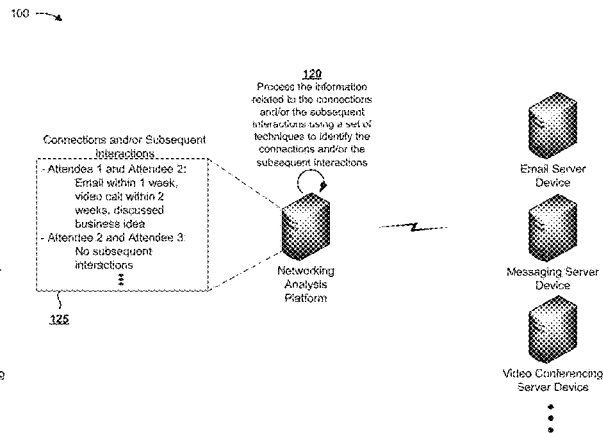 100
120
Process the information
related to the connections
and/or the subsequent
interactions using a set of
techniques to identify the
connections and/or the
subsequent interactions
Connections and/or Subsequent
Interactions
- Attendee 1 and Attendee 2:
Email within 1 week,
video call within 2
weeks, discussed
business idea
- Attendee 2 and Attendee 3:
No subsequent
interactions
125
Networking
Analysis
Platform
Email Server
Device
Messaging Server
Device
Video Conferencing
Server Device